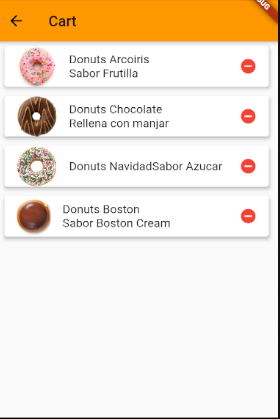 Cart
Donuts Arcoiris
Sabor Frutilla
Donuts Chocolate
Rellena con manjar
Donuts NavidadSabor Azucar
Donuts Boston
Sabor Boston Cream